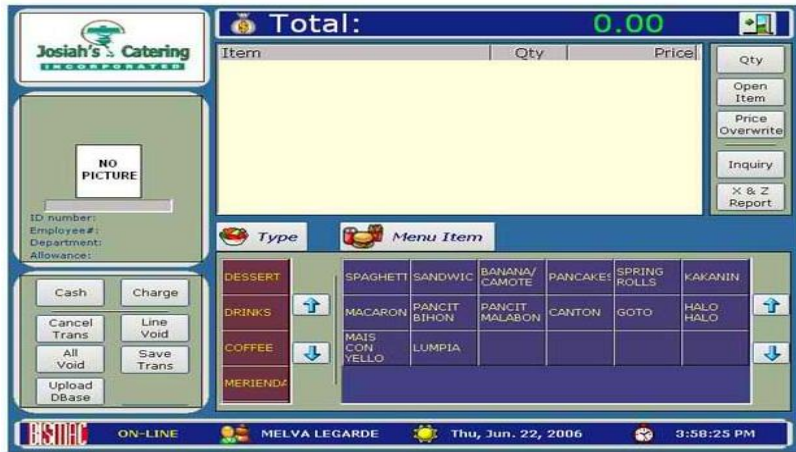 Josiah's Catering
INCORPORATED
Total: 0.00
Item Qty Price
Qty
Open
Item
Price
Overwrite
Inquiry
X & Z
Report
NO
PICTURE
ID number:
Employee#:
Department:
Allowance:
Type
Menu Item
Cash
Charge
Cancel
Trans
Line
Void
All
Void
Save
Trans
Upload
DBase
DESSERT
DRINKS
COFFEE
MERIENDA
SPAGHETT SANDWIC BANANA/
CAMOTE PANCAKES SPRING
ROLLS KAKANIN
MACARON PANCIT
BIHON PANCIT
MALABON CANTON GOTO HALO
HALO
MAIS
CON
YELLO LUMPIA
ON-LINE MELVA LEGARDE Thu, Jun. 22, 2006 3:58:25 PM